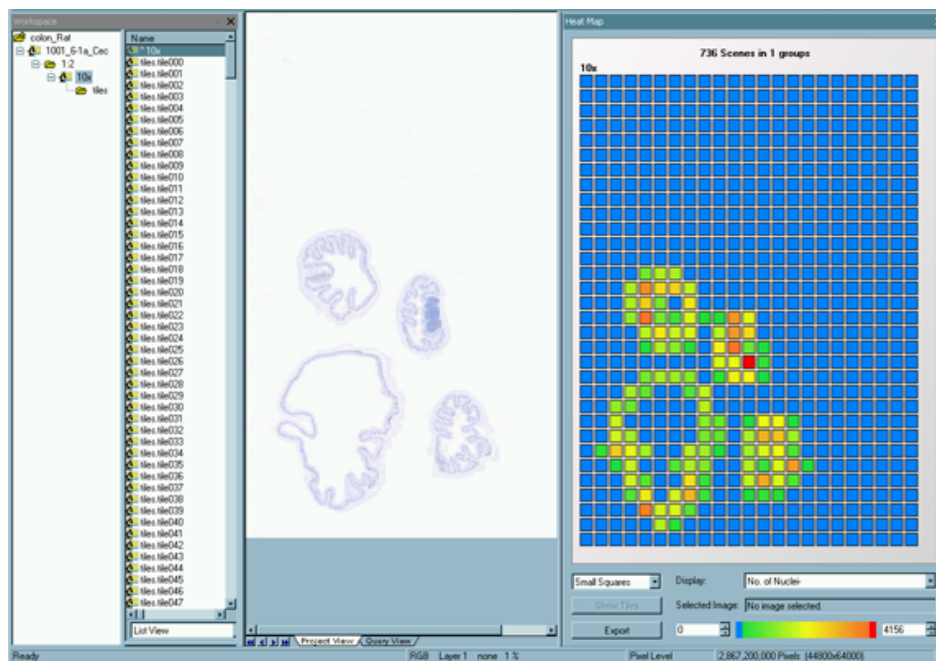 Workspace
colon_Rat
1001_6-1a_Cec
1:2
10x
tiles
Name
* 10x
tiles.tile000
tiles.tile001
tiles.tile002
tiles.tile003
tiles.tile004
tiles.tile005
tiles.tile006
tiles.tile007
tiles.tile008
tiles.tile009
tiles.tile010
tiles.tile011
tiles.tile012
tiles.tile013
tiles.tile014
tiles.tile015
tiles.tile016
tiles.tile017
tiles.tile018
tiles.tile019
tiles.tile020
tiles.tile021
tiles.tile022
tiles.tile023
tiles.tile024
tiles.tile025
tiles.tile026
tiles.tile027
tiles.tile028
tiles.tile029
tiles.tile030
tiles.tile031
tiles.tile032
tiles.tile033
tiles.tile034
tiles.tile035
tiles.tile036
tiles.tile037
tiles.tile038
tiles.tile039
tiles.tile040
tiles.tile041
tiles.tile042
tiles.tile043
tiles.tile044
tiles.tile045
tiles.tile046
tiles.tile047
List View
Project View
Query View
Heat Map
736 Scenes in 1 groups
10x
Small Squares
Display:
No. of Nuclei-
Show Tiles
Selected Image:
No image selected.
Export
0
4156
Ready
RGB Layer 1 none 1 %
Pixel Level
2.867,200.000 Pixels (44800x64000)